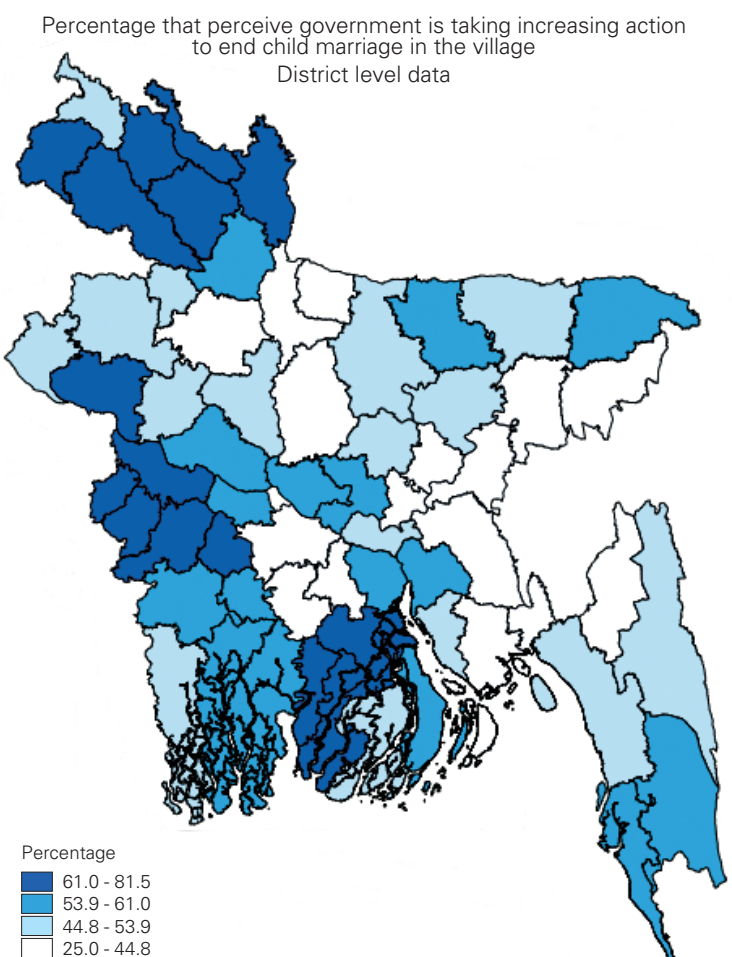 Percentage that perceive government is taking increasing action
to end child marriage in the village
District level data
Percentage
61.0 - 81.5
53.9 - 61.0
44.8 - 53.9
25.0 - 44.8